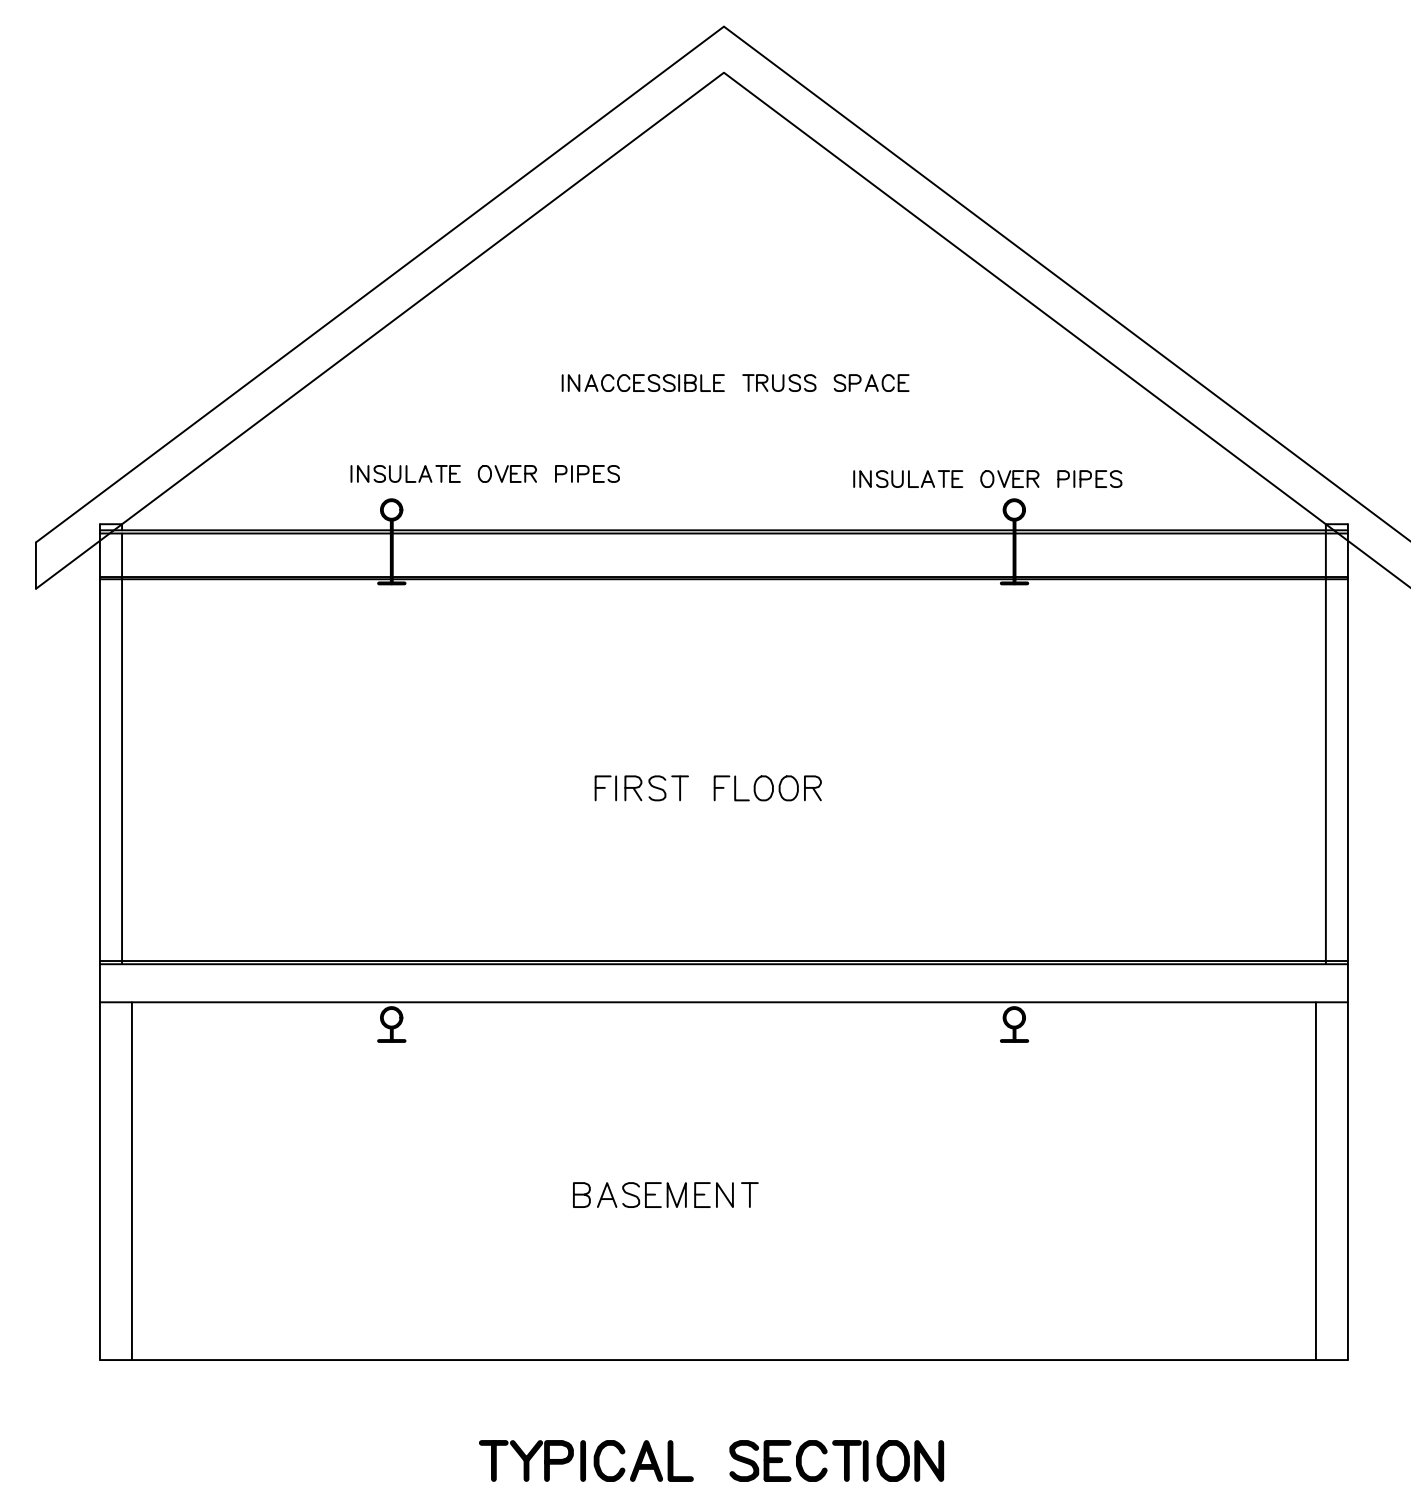 INACCESSIBLE TRUSS SPACE
INSULATE OVER PIPES
INSULATE OVER PIPES
FIRST FLOOR
BASEMENT
TYPICAL SECTION